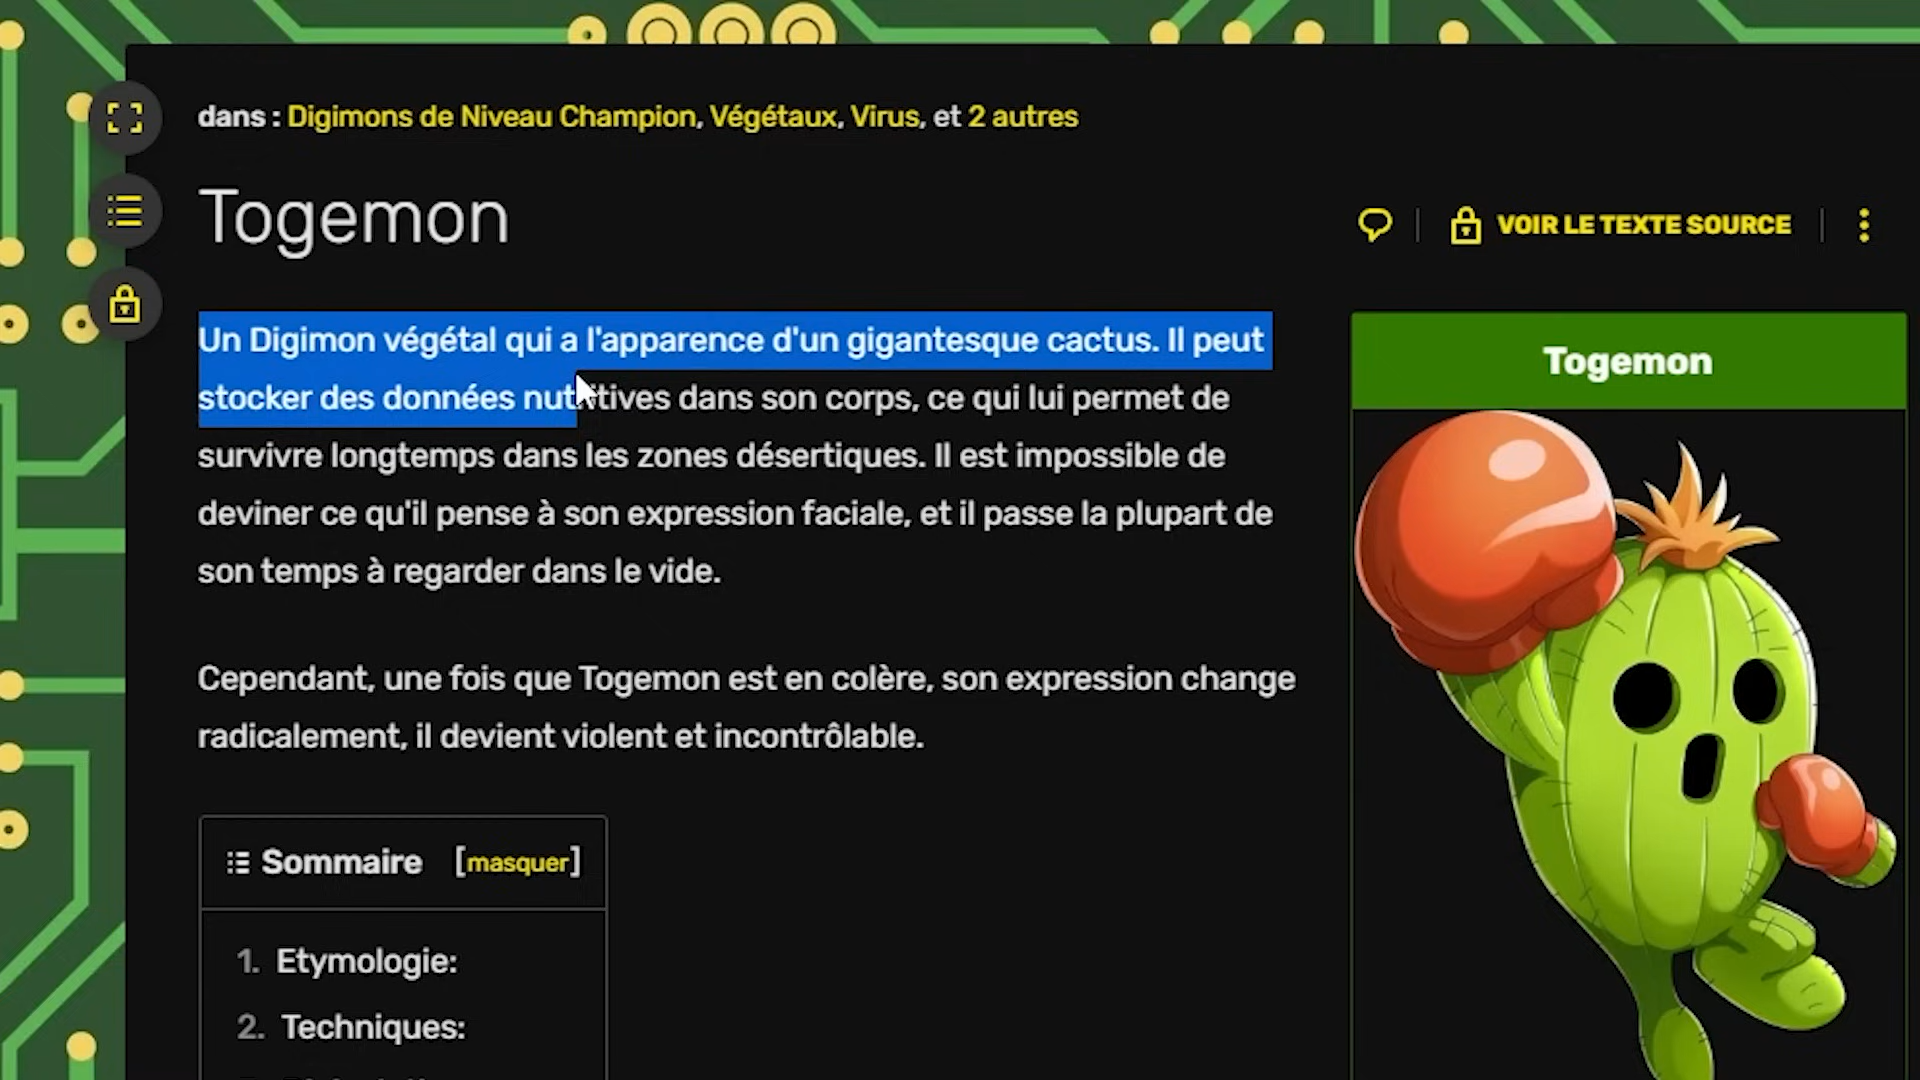 dans : Digimons de Niveau Champion, Végétaux, Virus, et 2 autres
Togemon
VOIR LE TEXTE SOURCE
Un Digimon végétal qui a l'apparence d'un gigantesque cactus. Il peut
stocker des données nutritives dans son corps, ce qui lui permet de
survivre longtemps dans les zones désertiques. Il est impossible de
deviner ce qu'il pense à son expression faciale, et il passe la plupart de
son temps à regarder dans le vide.
Cependant, une fois que Togemon est en colère, son expression change
radicalement, il devient violent et incontrôlable.
Togemon
Sommaire [masquer]
1. Etymologie:
2. Techniques: